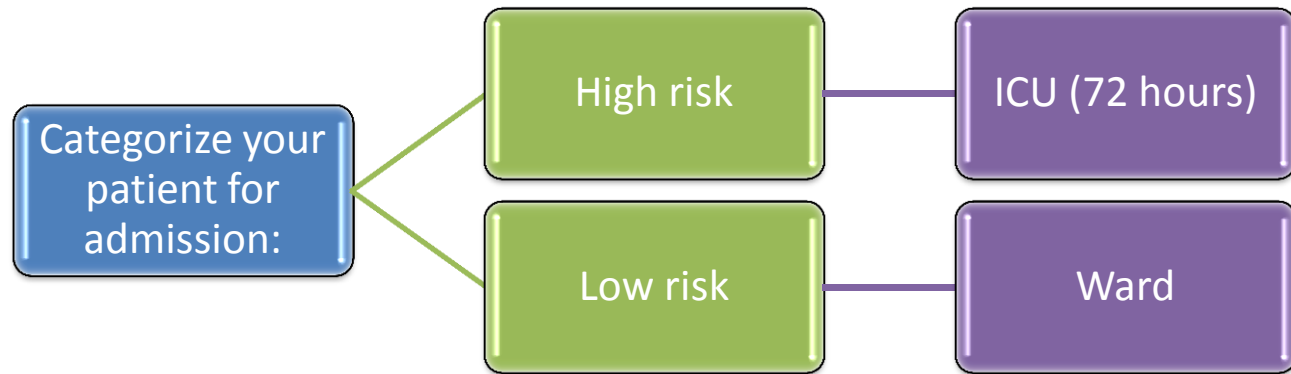 Categorize your
patient for
admission:
High risk
ICU (72 hours)
Low risk
Ward